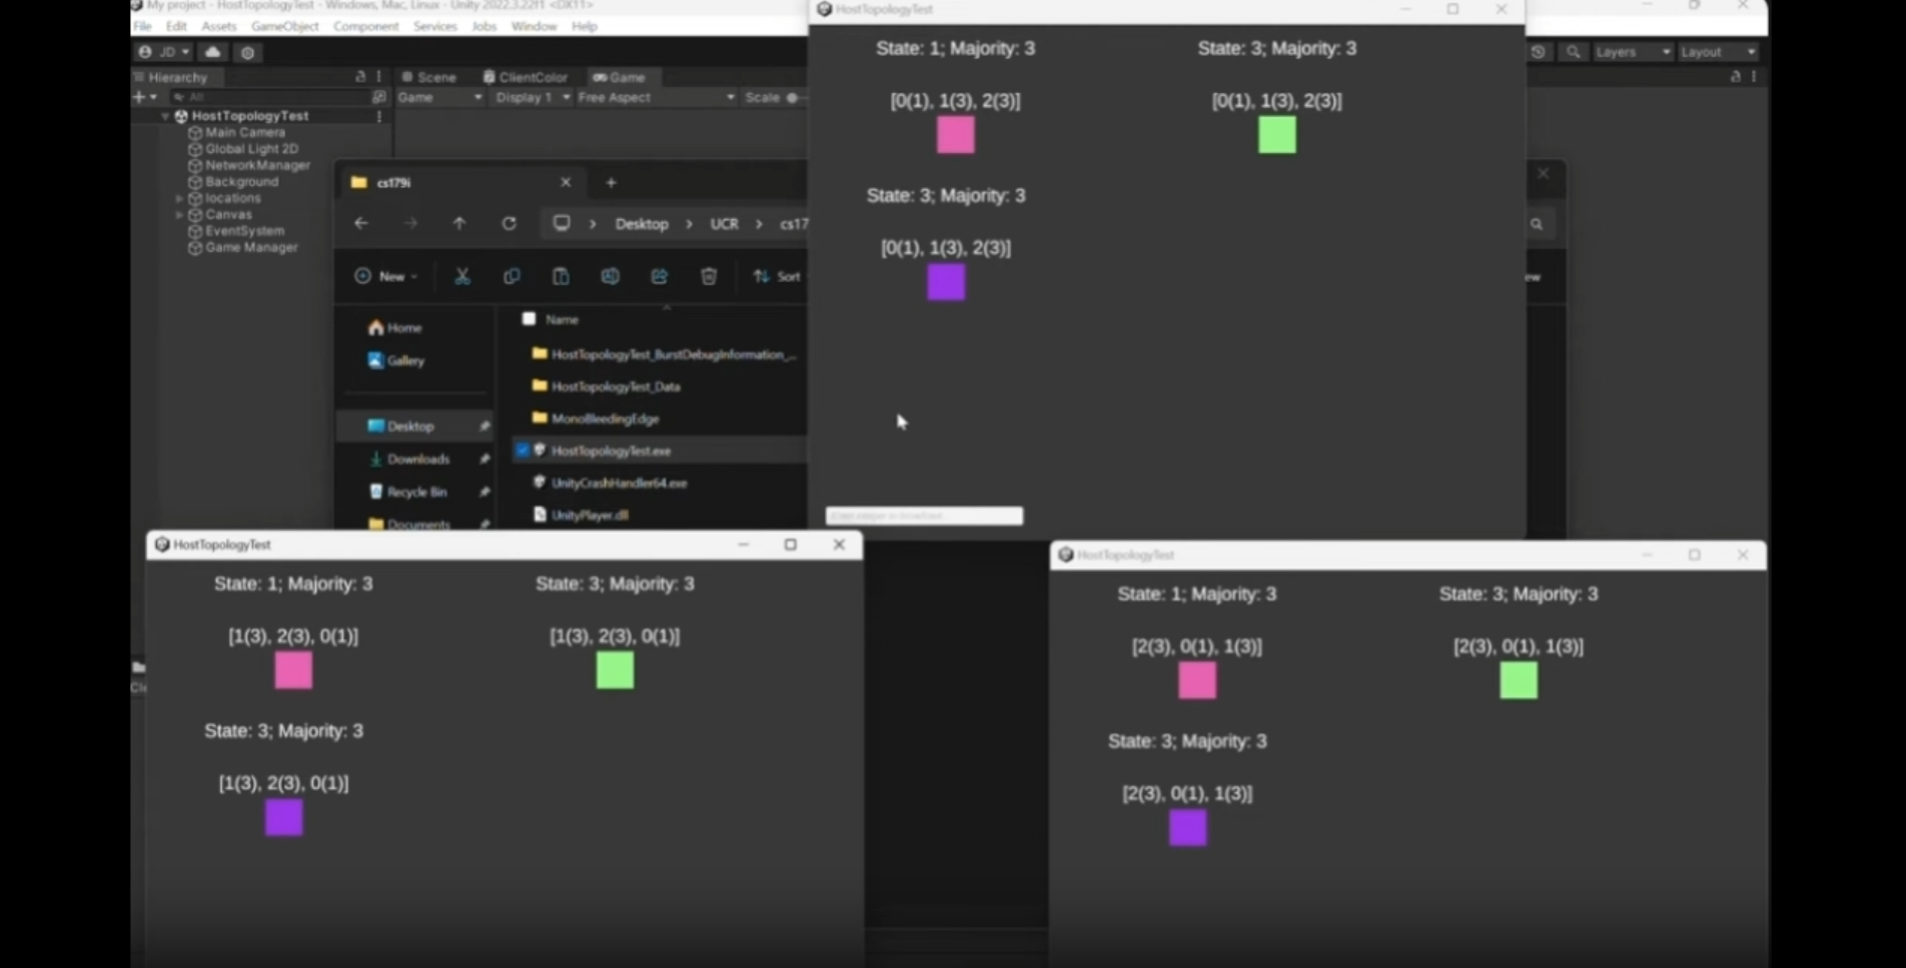 My project - HostTopologyTest - Windows, Mac, Linux - Unity 2022.3.22f1 <DX11>
File Edit Assets GameObject Component Services Jobs Window Help
JD
Layers Layout
Hierarchy
Scene ClientColor Game
All
Game Display 1 Free Aspect Scale
HostTopologyTest
Main Camera
Global Light 2D
NetworkManager
Background
locations
Canvas
EventSystem
Game Manager
cs179i
Desktop UCR cs17
New Sort
ew
Home
Gallery
Desktop
Downloads
Recycle Bin
Documents
Name
HostTopologyTest_BurstDebugInformation_...
HostTopologyTest_Data
MonoBleedingEdge
HostTopologyTest.exe
UnityCrashHandler64.exe
UnityPlayer.dll
HostTopologyTest
State: 1; Majority: 3 State: 3; Majority: 3
[0(1), 1(3), 2(3)] [0(1), 1(3), 2(3)]
State: 3; Majority: 3
[0(1), 1(3), 2(3)]
HostTopologyTest
State: 1; Majority: 3 State: 3; Majority: 3
[1(3), 2(3), 0(1)] [1(3), 2(3), 0(1)]
State: 3; Majority: 3
[1(3), 2(3), 0(1)]
HostTopologyTest
State: 1; Majority: 3 State: 3; Majority: 3
[2(3), 0(1), 1(3)] [2(3), 0(1), 1(3)]
State: 3; Majority: 3
[2(3), 0(1), 1(3)]